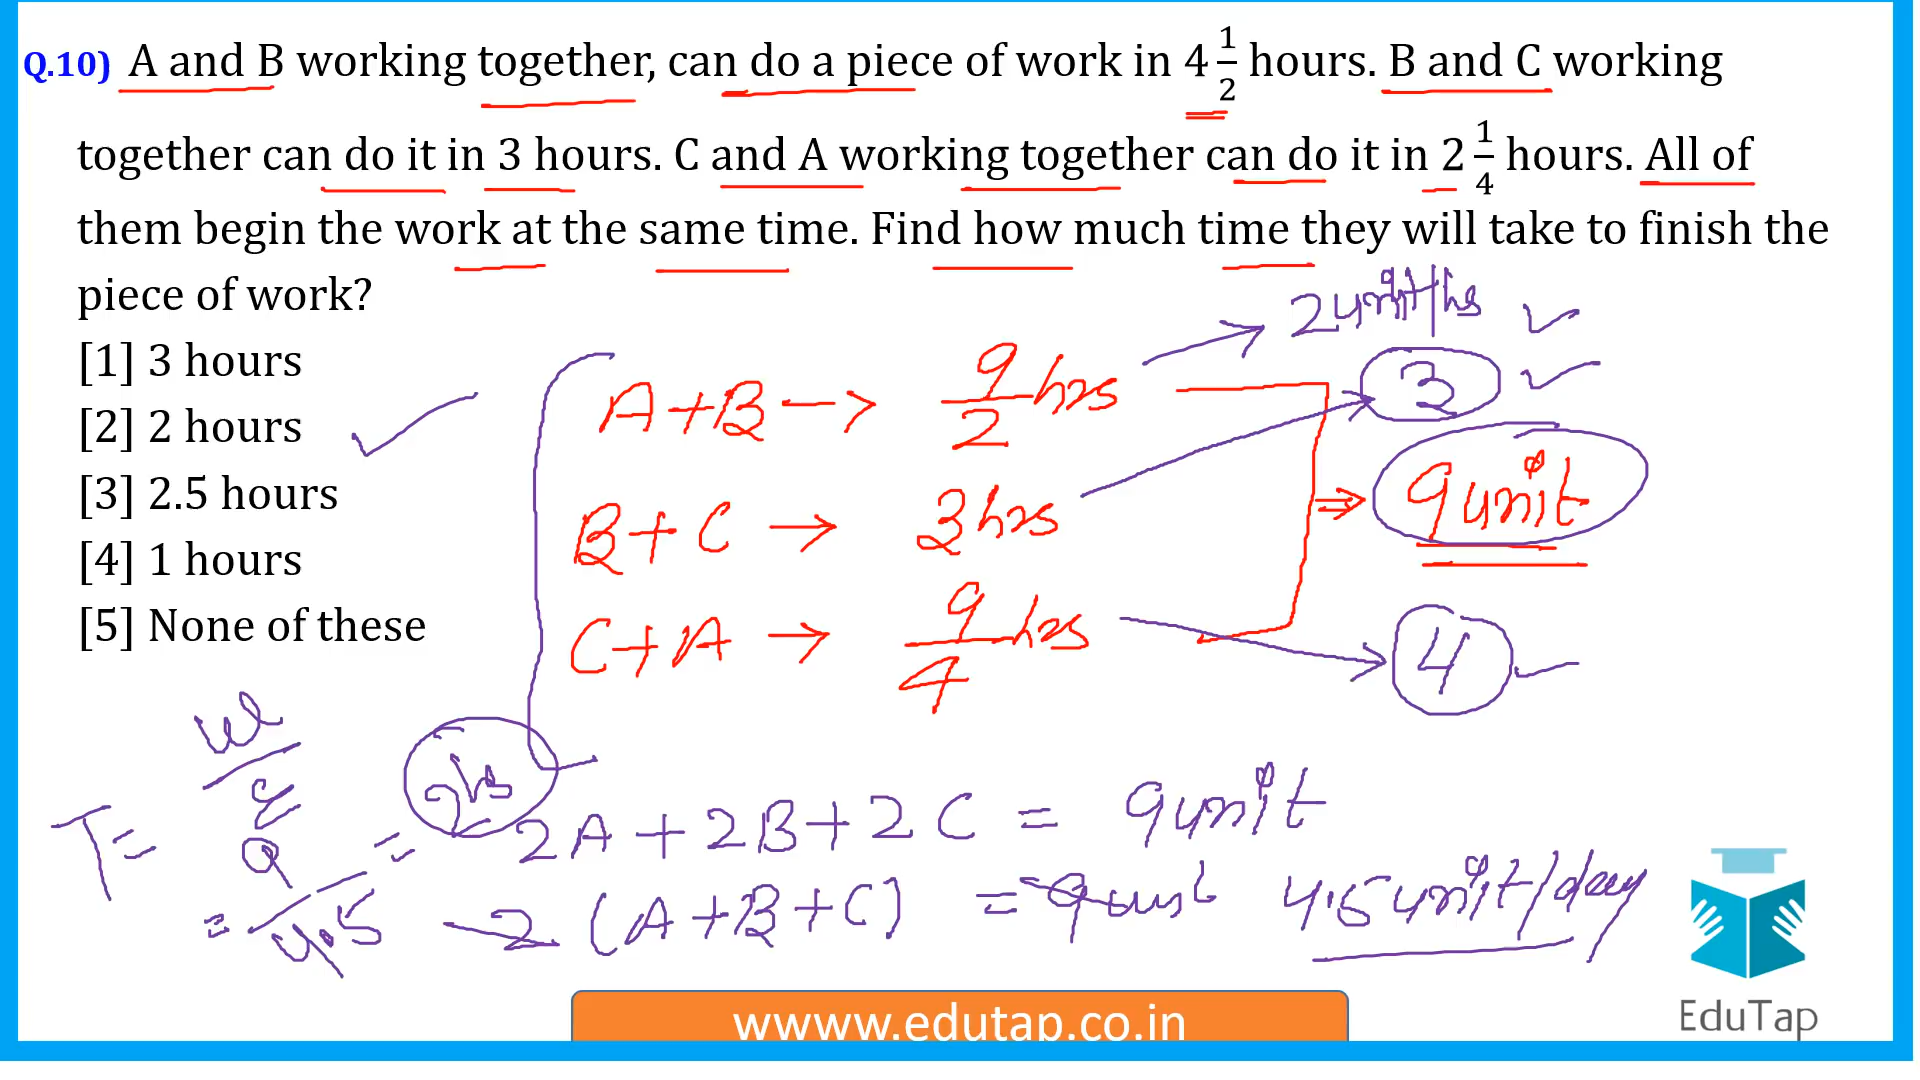 Q.10) A and B working together, can do a piece of work in 4 1/2 hours. B and C working
together can do it in 3 hours. C and A working together can do it in 2 1/4 hours. All of
them begin the work at the same time. Find how much time they will take to finish the
piece of work?
[1] 3 hours
[2] 2 hours
[3] 2.5 hours
[4] 1 hours
[5] None of these
2 unit/hs
A+B → 9/2 hrs
3
B+C → 3 hrs
9 unit
C+A → 9/4 hrs
4
T = w/
= 9/4.5 = 2hs
2A + 2B + 2C = 9 unit
2 (A+B+C) = 9 unit 4.5 unit/day
EduTap
wwww.edutap.co.in